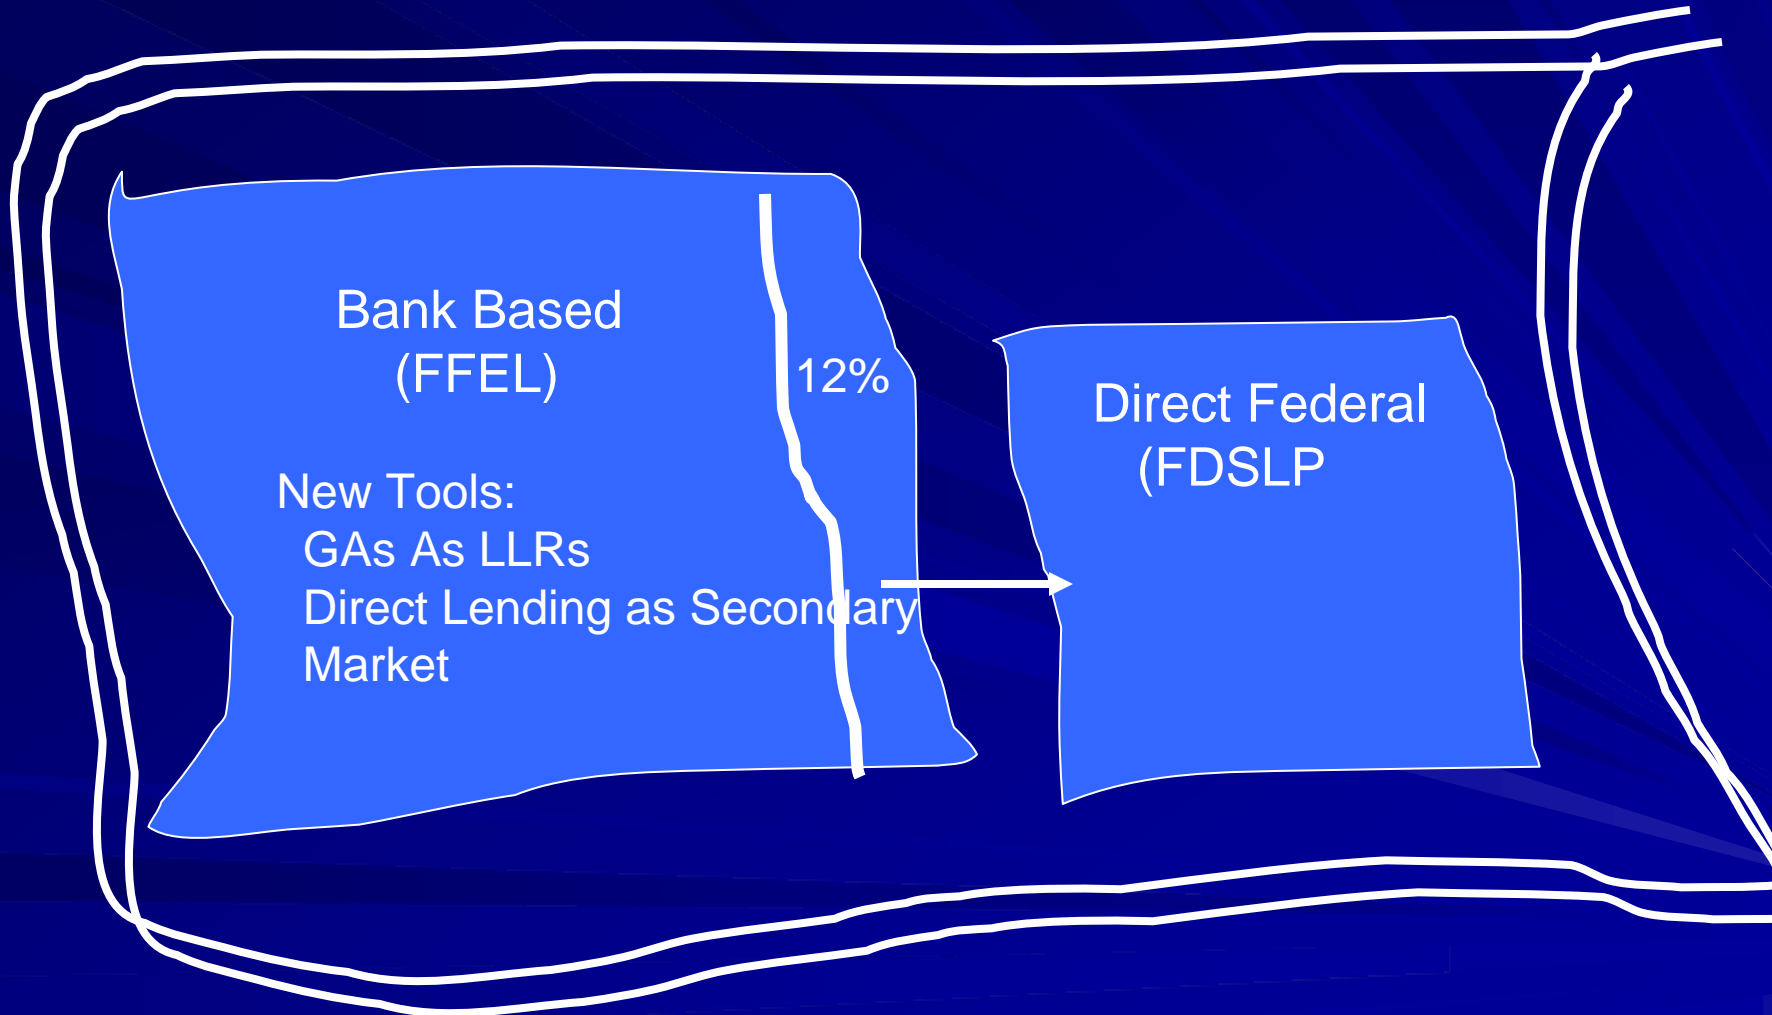 Bank Based
(FFEL)
12%
New Tools:
GAs As LLRs
Direct Lending as Secondary
Market
Direct Federal
(FDSLP